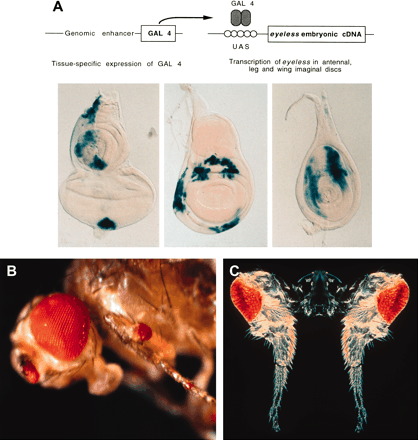 A
GAL 4
Genomic enhancer
GAL 4
eyeless embryonic cDNA
UAS
Tissue-specific expression of GAL 4
Transcription of eyeless in antennal,
leg and wing imaginal discs
B
C